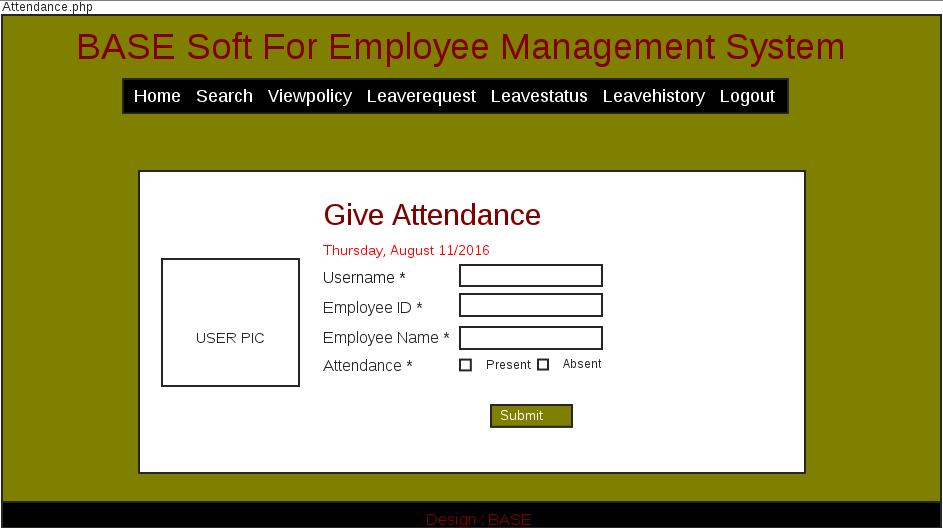 Attendance.php
BASE Soft For Employee Management System
Home Search Viewpolicy Leaverequest Leavestatus Leavehistory Logout
Give Attendance
Thursday, August 11/2016
Username *
Employee ID *
USER PIC
Employee Name *
Attendance * Present Absent
Submit
Design : BASE